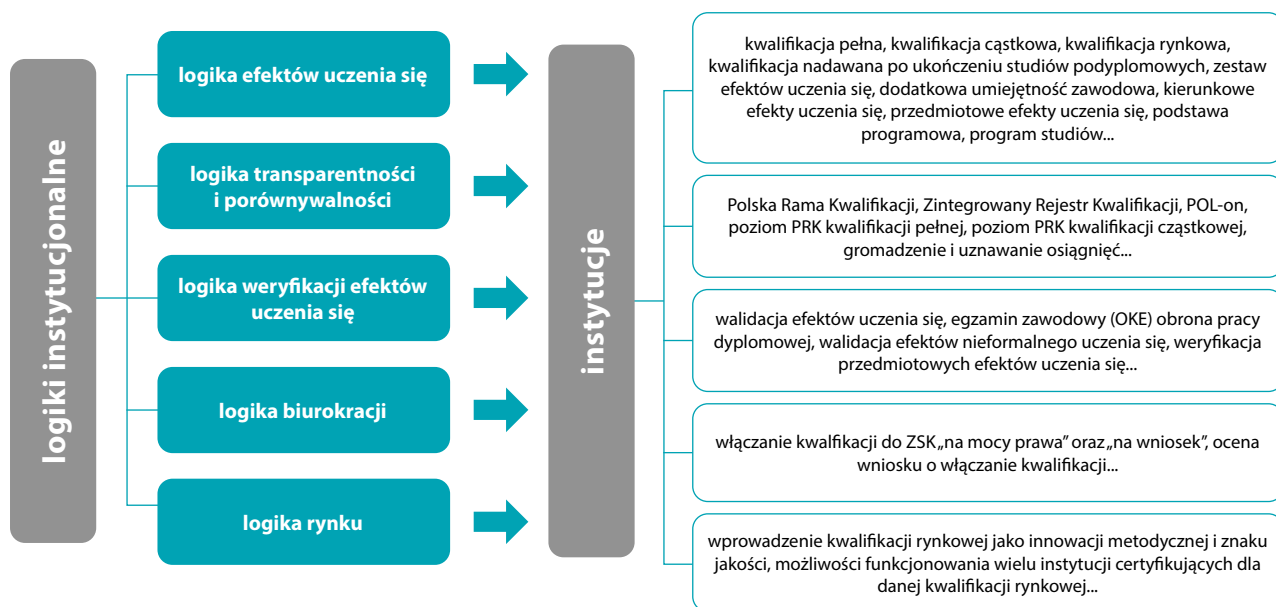 logiki instytucjonalne
logika efektów uczenia się
logika transparentności
i porównywalności
logika weryfikacji efektów
uczenia się
logika biurokracji
logika rynku
instytucje
kwalifikacja pełna, kwalifikacja cąstkowa, kwalifikacja rynkowa,
kwalifikacja nadawana po ukończeniu studiów podyplomowych, zestaw
efektów uczenia się, dodatkowa umiejętność zawodowa, kierunkowe
efekty uczenia się, przedmiotowe efekty uczenia się, podstawa
programowa, program studiów...
Polska Rama Kwalifikacji, Zintegrowany Rejestr Kwalifikacji, POL-on,
poziom PRK kwalifikacji pełnej, poziom PRK kwalifikacji cząstkowej,
gromadzenie i uznawanie osiągnięć...
walidacja efektów uczenia się, egzamin zawodowy (OKE) obrona pracy
dyplomowej, walidacja efektów nieformalnego uczenia się, weryfikacja
przedmiotowych efektów uczenia się...
włączanie kwalfikacji do ZSK „na mocy prawa” oraz „na wniosek”, ocena
wniosku o włączanie kwalifikacji...
wprowadzenie kwalifikacji rynkowej jako innowacji metodycznej i znaku
jakości, możliwości funkcjonowania wielu instytucji certyfikujących dla
danej kwalifikacji rynkowej...